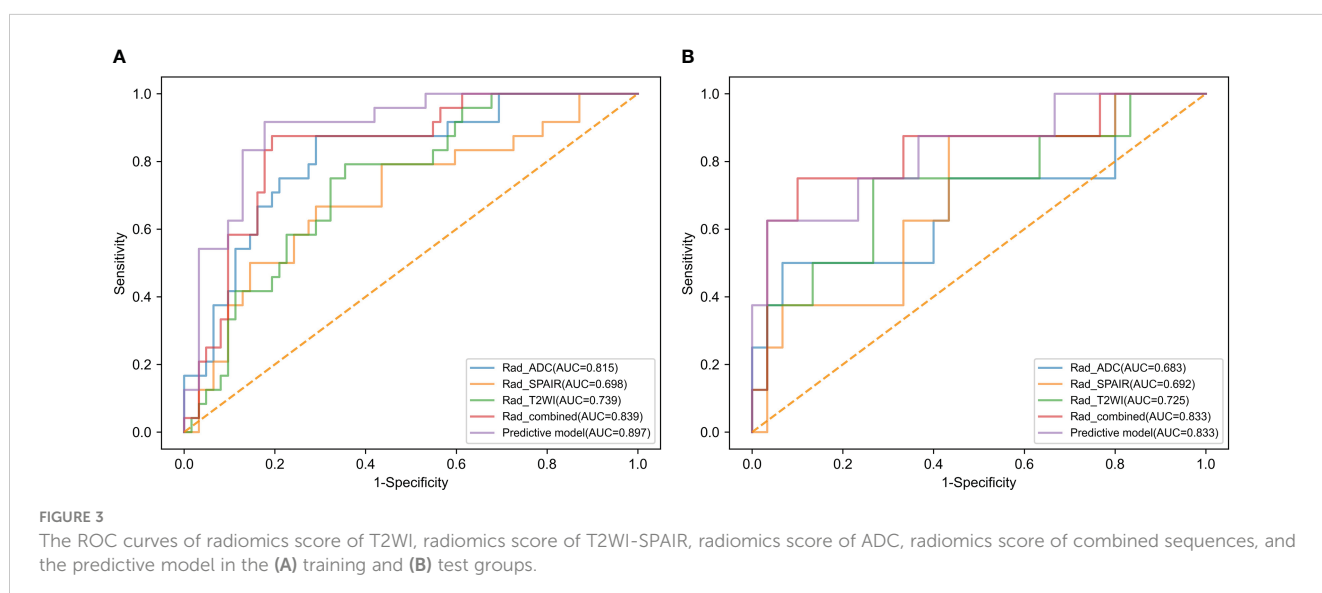 A
B
1.0
0.8
0.6
0.4
0.2
0.0
Sensitivity
0.0 0.2 0.4 0.6 0.8 1.0
1-Specificity
Rad_ADC(AUC=0.815)
Rad_SPAIR(AUC=0.698)
Rad_T2WI(AUC=0.739)
Rad_combined(AUC=0.839)
Predictive model(AUC=0.897)
1.0
0.8
0.6
0.4
0.2
0.0
Sensitivity
0.0 0.2 0.4 0.6 0.8 1.0
1-Specificity
Rad_ADC(AUC=0.683)
Rad_SPAIR(AUC=0.692)
Rad_T2WI(AUC=0.725)
Rad_combined(AUC=0.833)
Predictive model(AUC=0.833)
FIGURE 3
The ROC curves of radiomics score of T2WI, radiomics score of T2WI-SPAIR, radiomics score of ADC, radiomics score of combined sequences, and
the predictive model in the (A) training and (B) test groups.